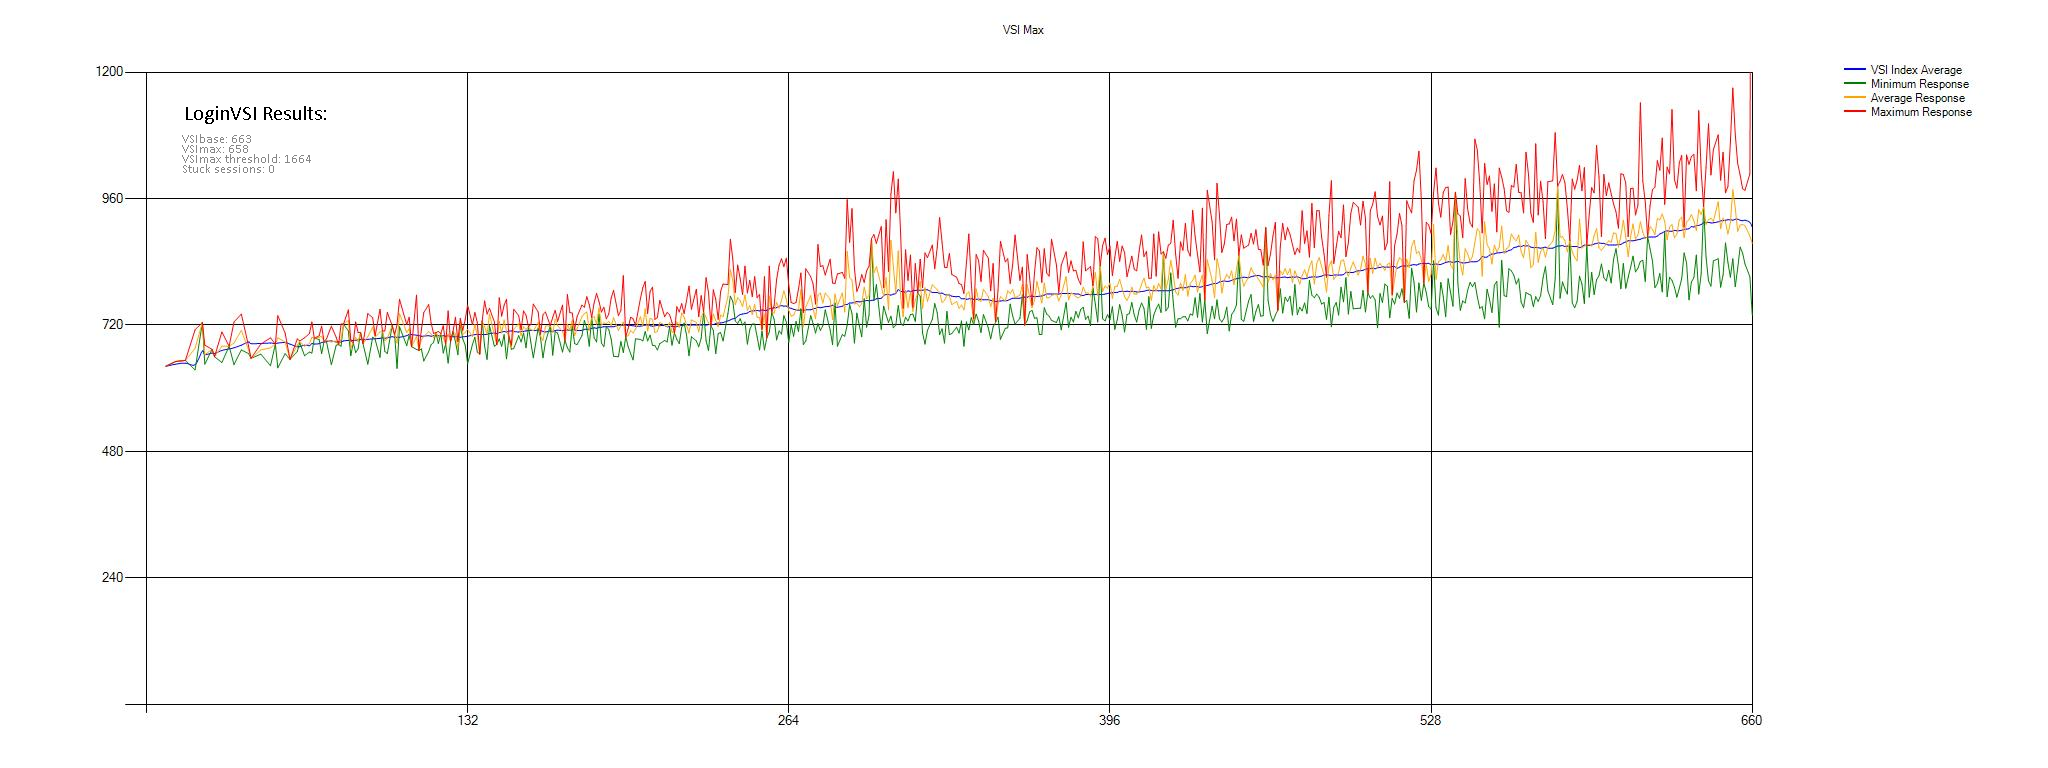 VSI Max
1200
960
720
480
240
LoginVSI Results:
VSIbase: 663
VSImax: 658
VSImax threshold: 1664
Stuck sessions: 0
VSI Index Average
Minimum Response
Average Response
Maximum Response
132
264
396
528
660